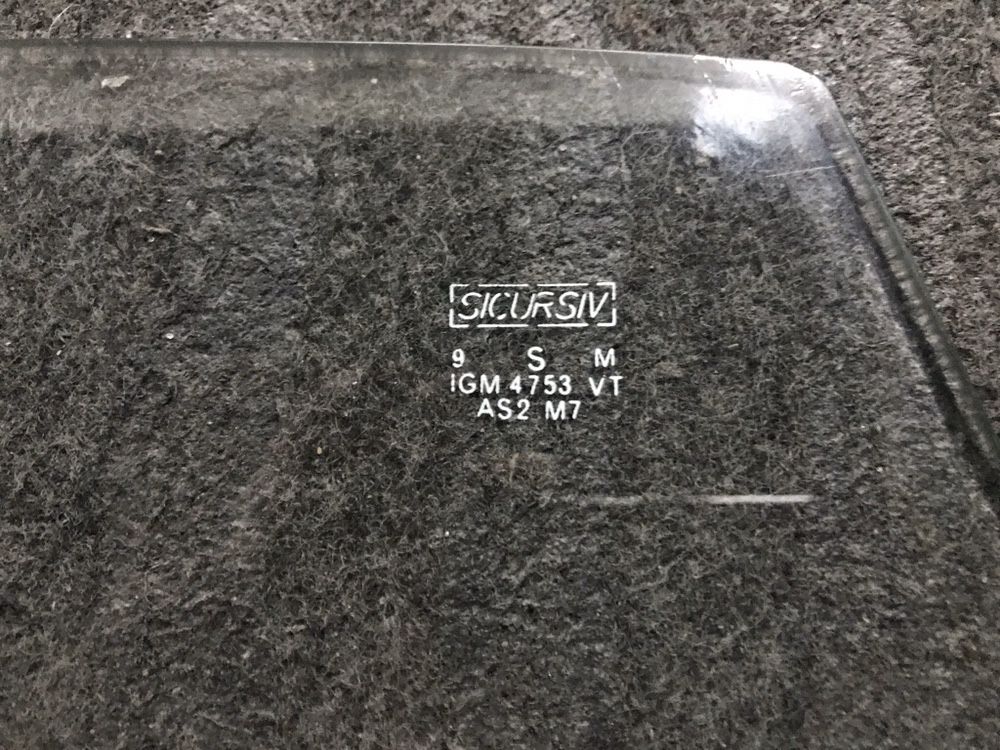 SICURSIV
9 S M
IGM 4753 VT
AS2 M7